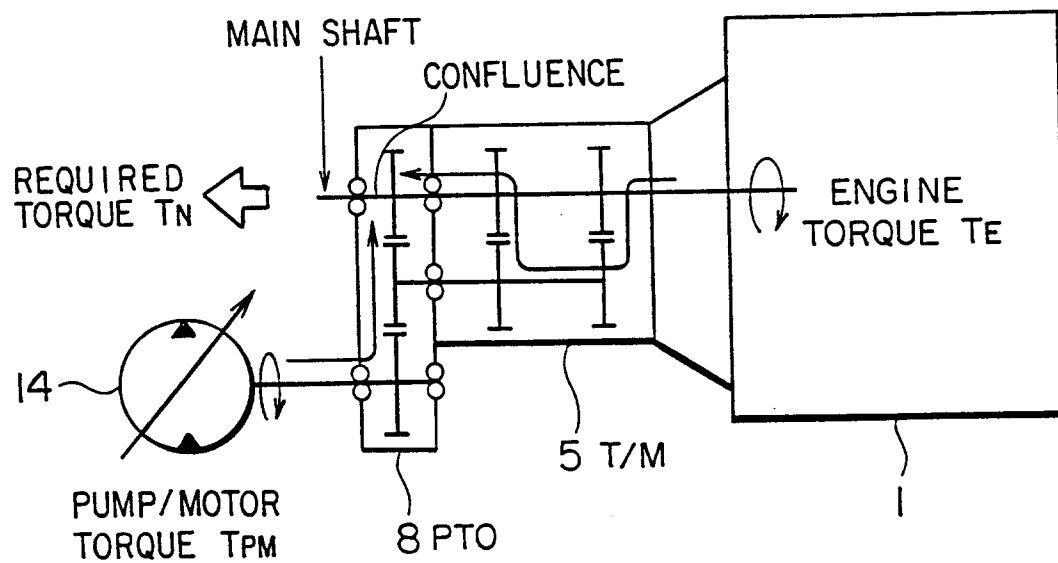 MAIN SHAFT
CONFLUENCE
REQUIRED
TORQUE TN
ENGINE
TORQUE TE
14
5 T/M
1
PUMP/MOTOR
TORQUE TPM
8 PTO